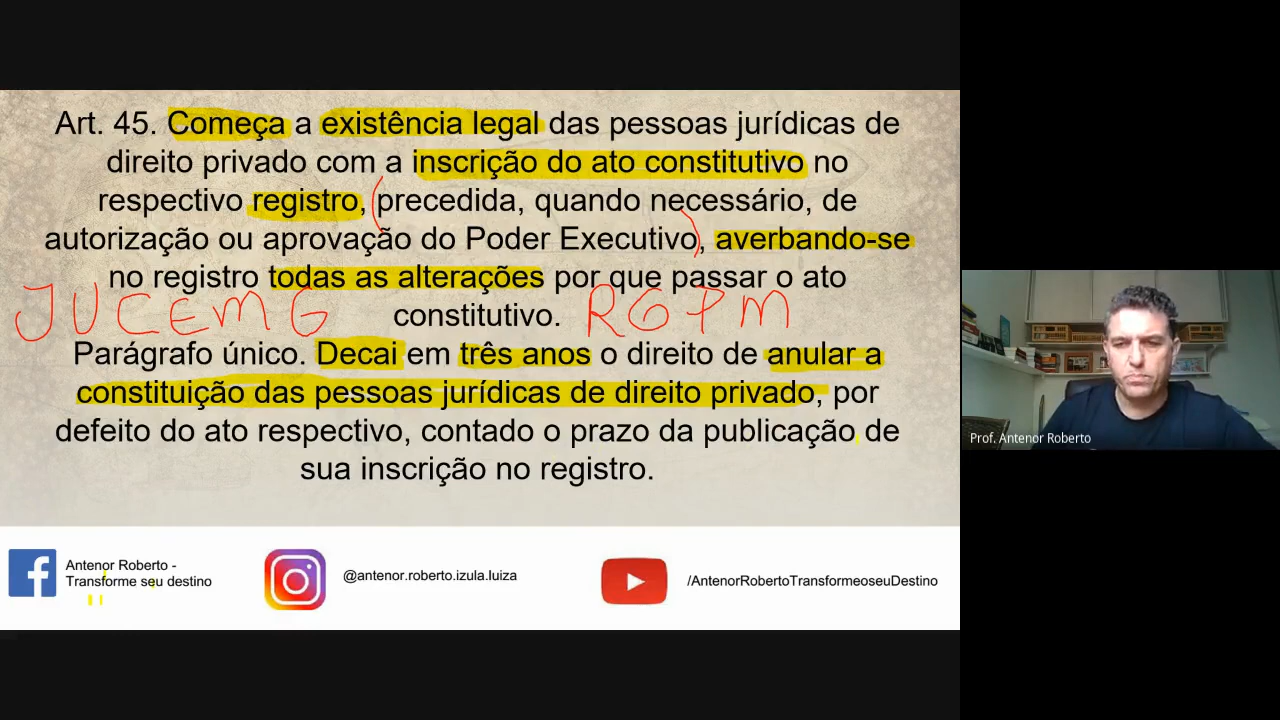 Art. 45. Começa a existência legal das pessoas jurídicas de
direito privado com a inscrição do ato constitutivo no
respectivo registro, (precedida, quando necessário, de
autorização ou aprovação do Poder Executivo), averbando-se
no registro todas as alterações por que passar o ato
JUCEMG constitutivo. RGPM
Parágrafo único. Decai em três anos o direito de anular a
constituição das pessoas jurídicas de direito privado, por
defeito do ato respectivo, contado o prazo da publicação de
sua inscrição no registro.
Antenor Roberto -
Transforme seu destino
@antenor.roberto.izula.luiza
/AntenorRobertoTransformeoseuDestino
Prof. Antenor Roberto